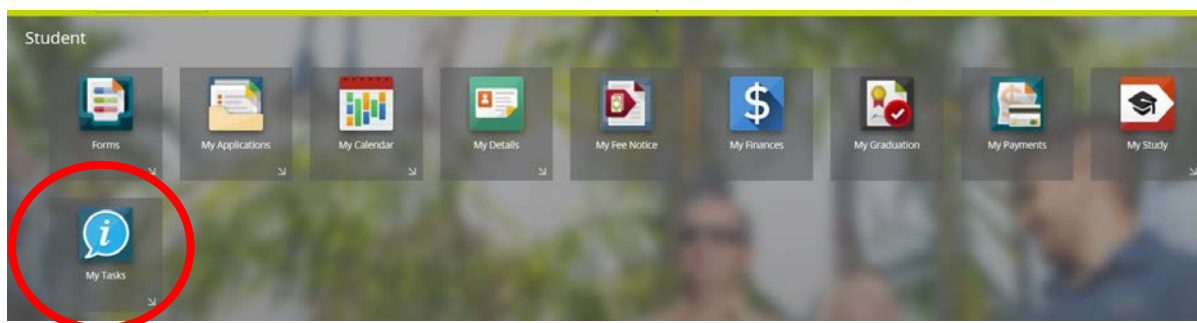 Student
Forms
My Applications
My Calendar
My Details
My Fee Notice
My Finances
My Graduation
My Payments
My Study
My Tasks